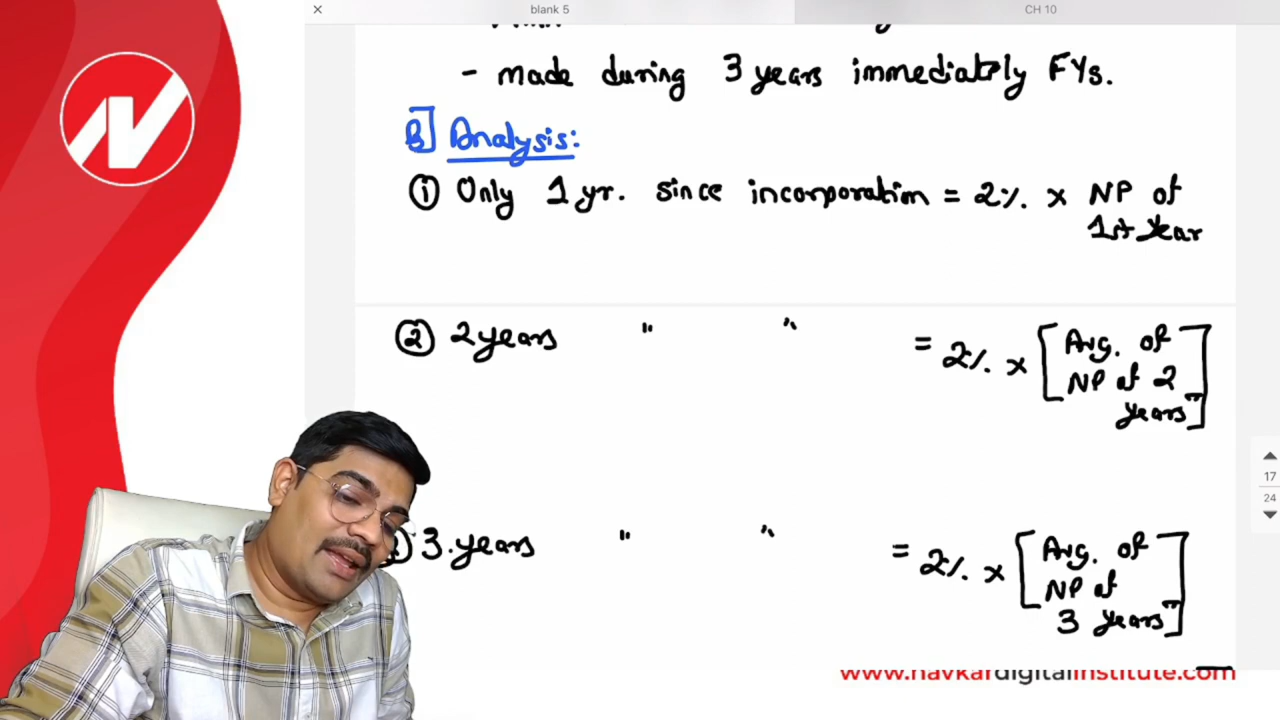 blank 5
CH 10
- made during 3 years immediately FYs.
B] Analysis:
① Only 1 yr. since incorporation = 2% × NP of
1st year
② 2 years " " = 2% × [Avg. of
NP of 2
years]
3 years " " = 2% × [Avg. of
NP of
3 years]
17
24
www.navkardigitalinstitute.com